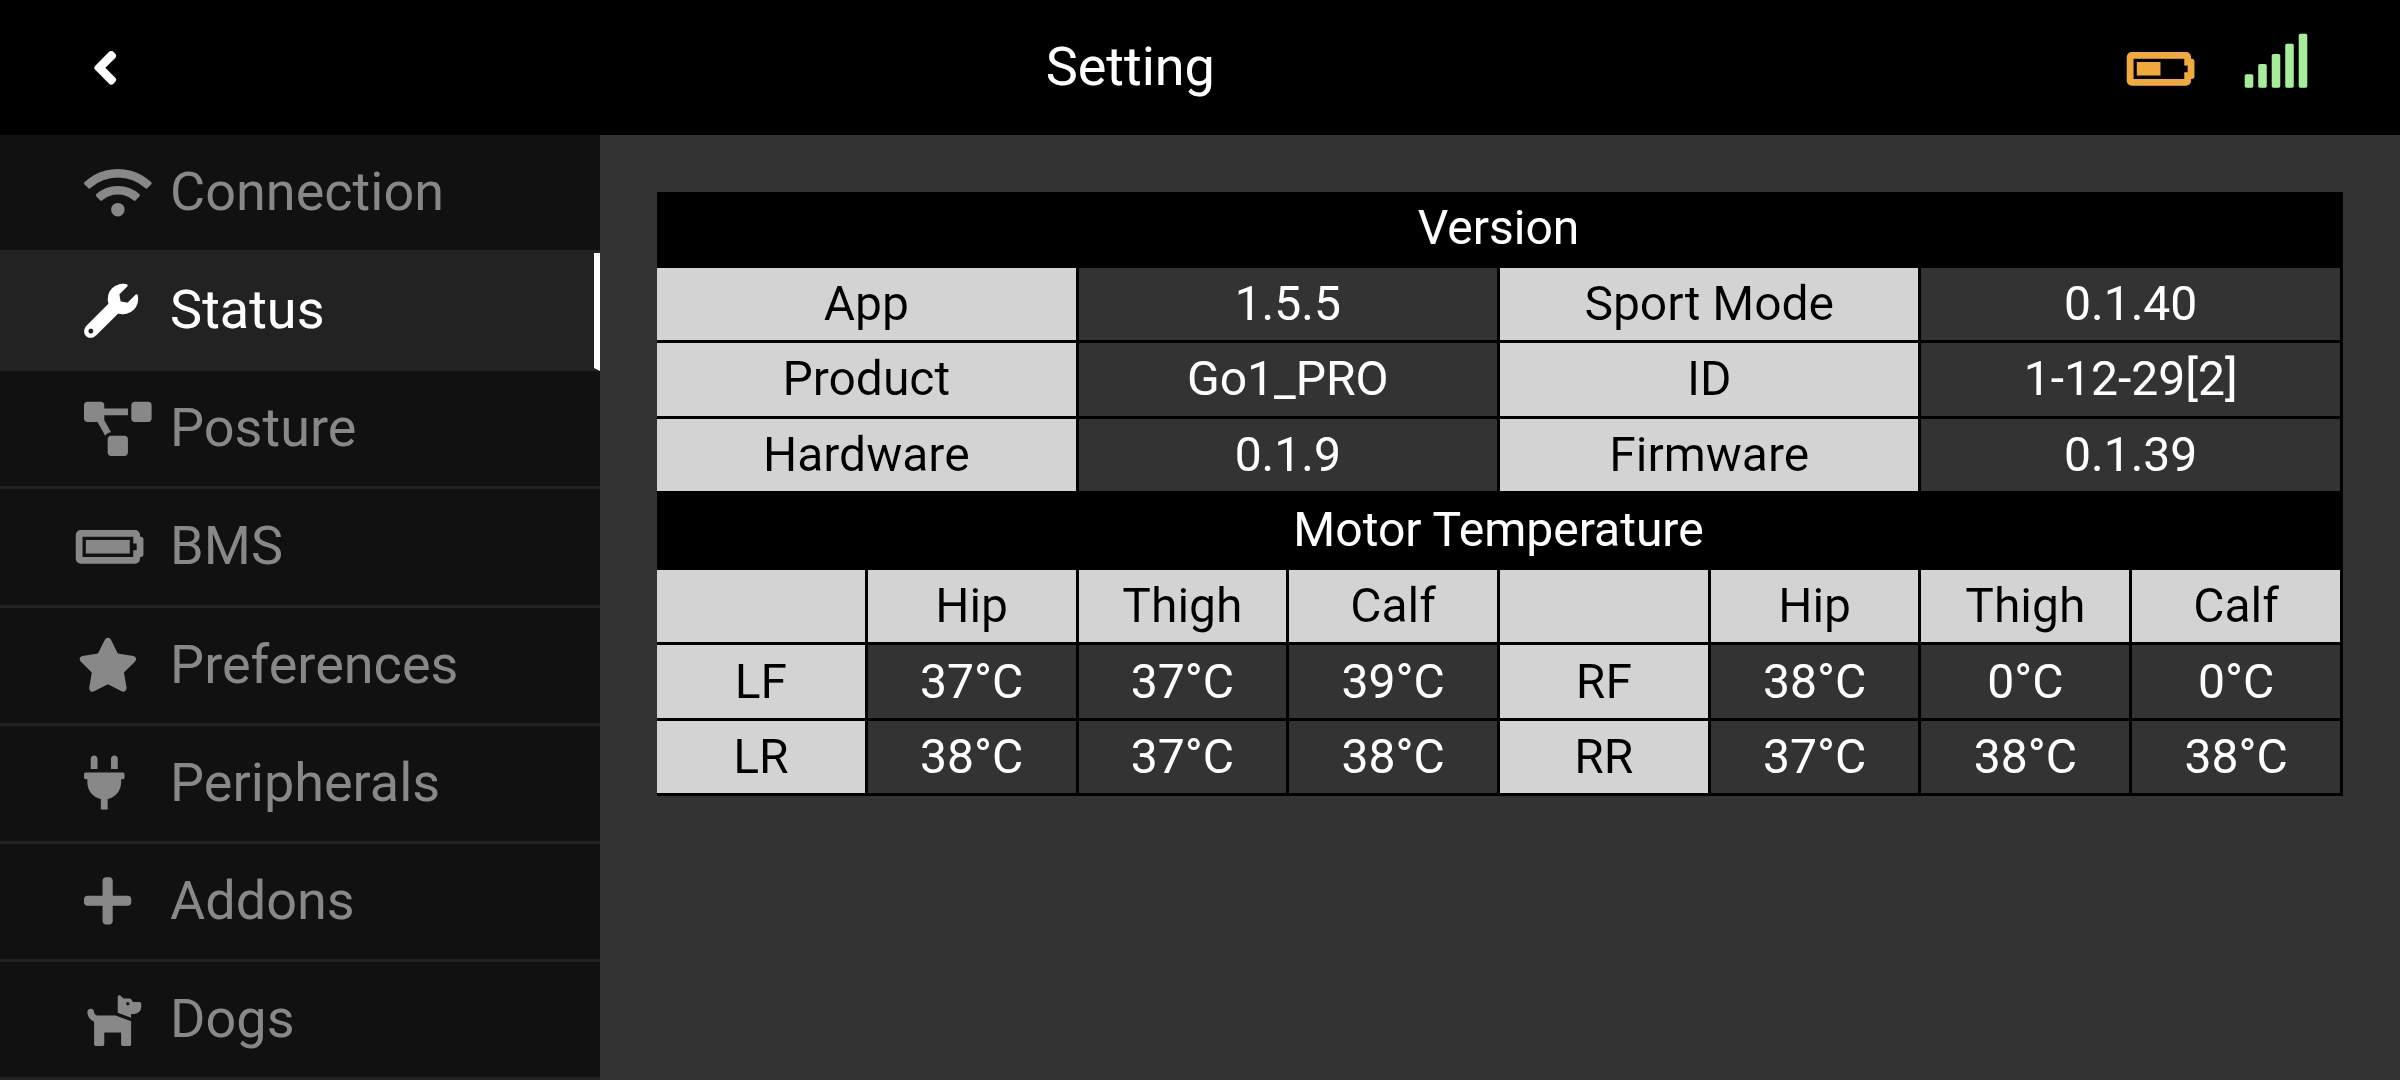 Setting
Connection
Status
Posture
BMS
Preferences
Peripherals
Addons
Dogs
Version
App 1.5.5 Sport Mode 0.1.40
Product Go1_PRO ID 1-12-29[2]
Hardware 0.1.9 Firmware 0.1.39
Motor Temperature
Hip Thigh Calf Hip Thigh Calf
LF 37°C 37°C 39°C RF 38°C 0°C 0°C
LR 38°C 37°C 38°C RR 37°C 38°C 38°C